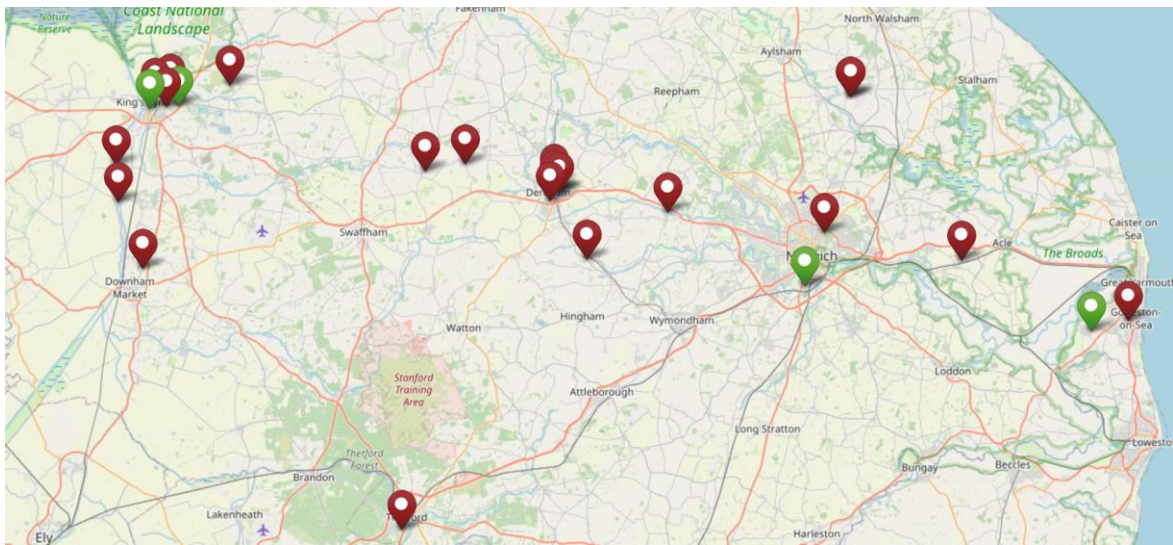 Coast National
Landscape
Nature
Reserve
Fakenham
North Walsham
Aylsham
Stalham
Reepham
King's
Caister on
Sea
Swaffham
Acle
The Broads
Downham
Market
Great Yarmouth
Hingham
Wymondham
on-Sea
Watton
Loddon
Stanford
Training
Area
Attleborough
Long Stratton
Lowesto
Thetford
Forest
Brandon
Bungay
Beccles
Lakenheath
Ely
Harleston